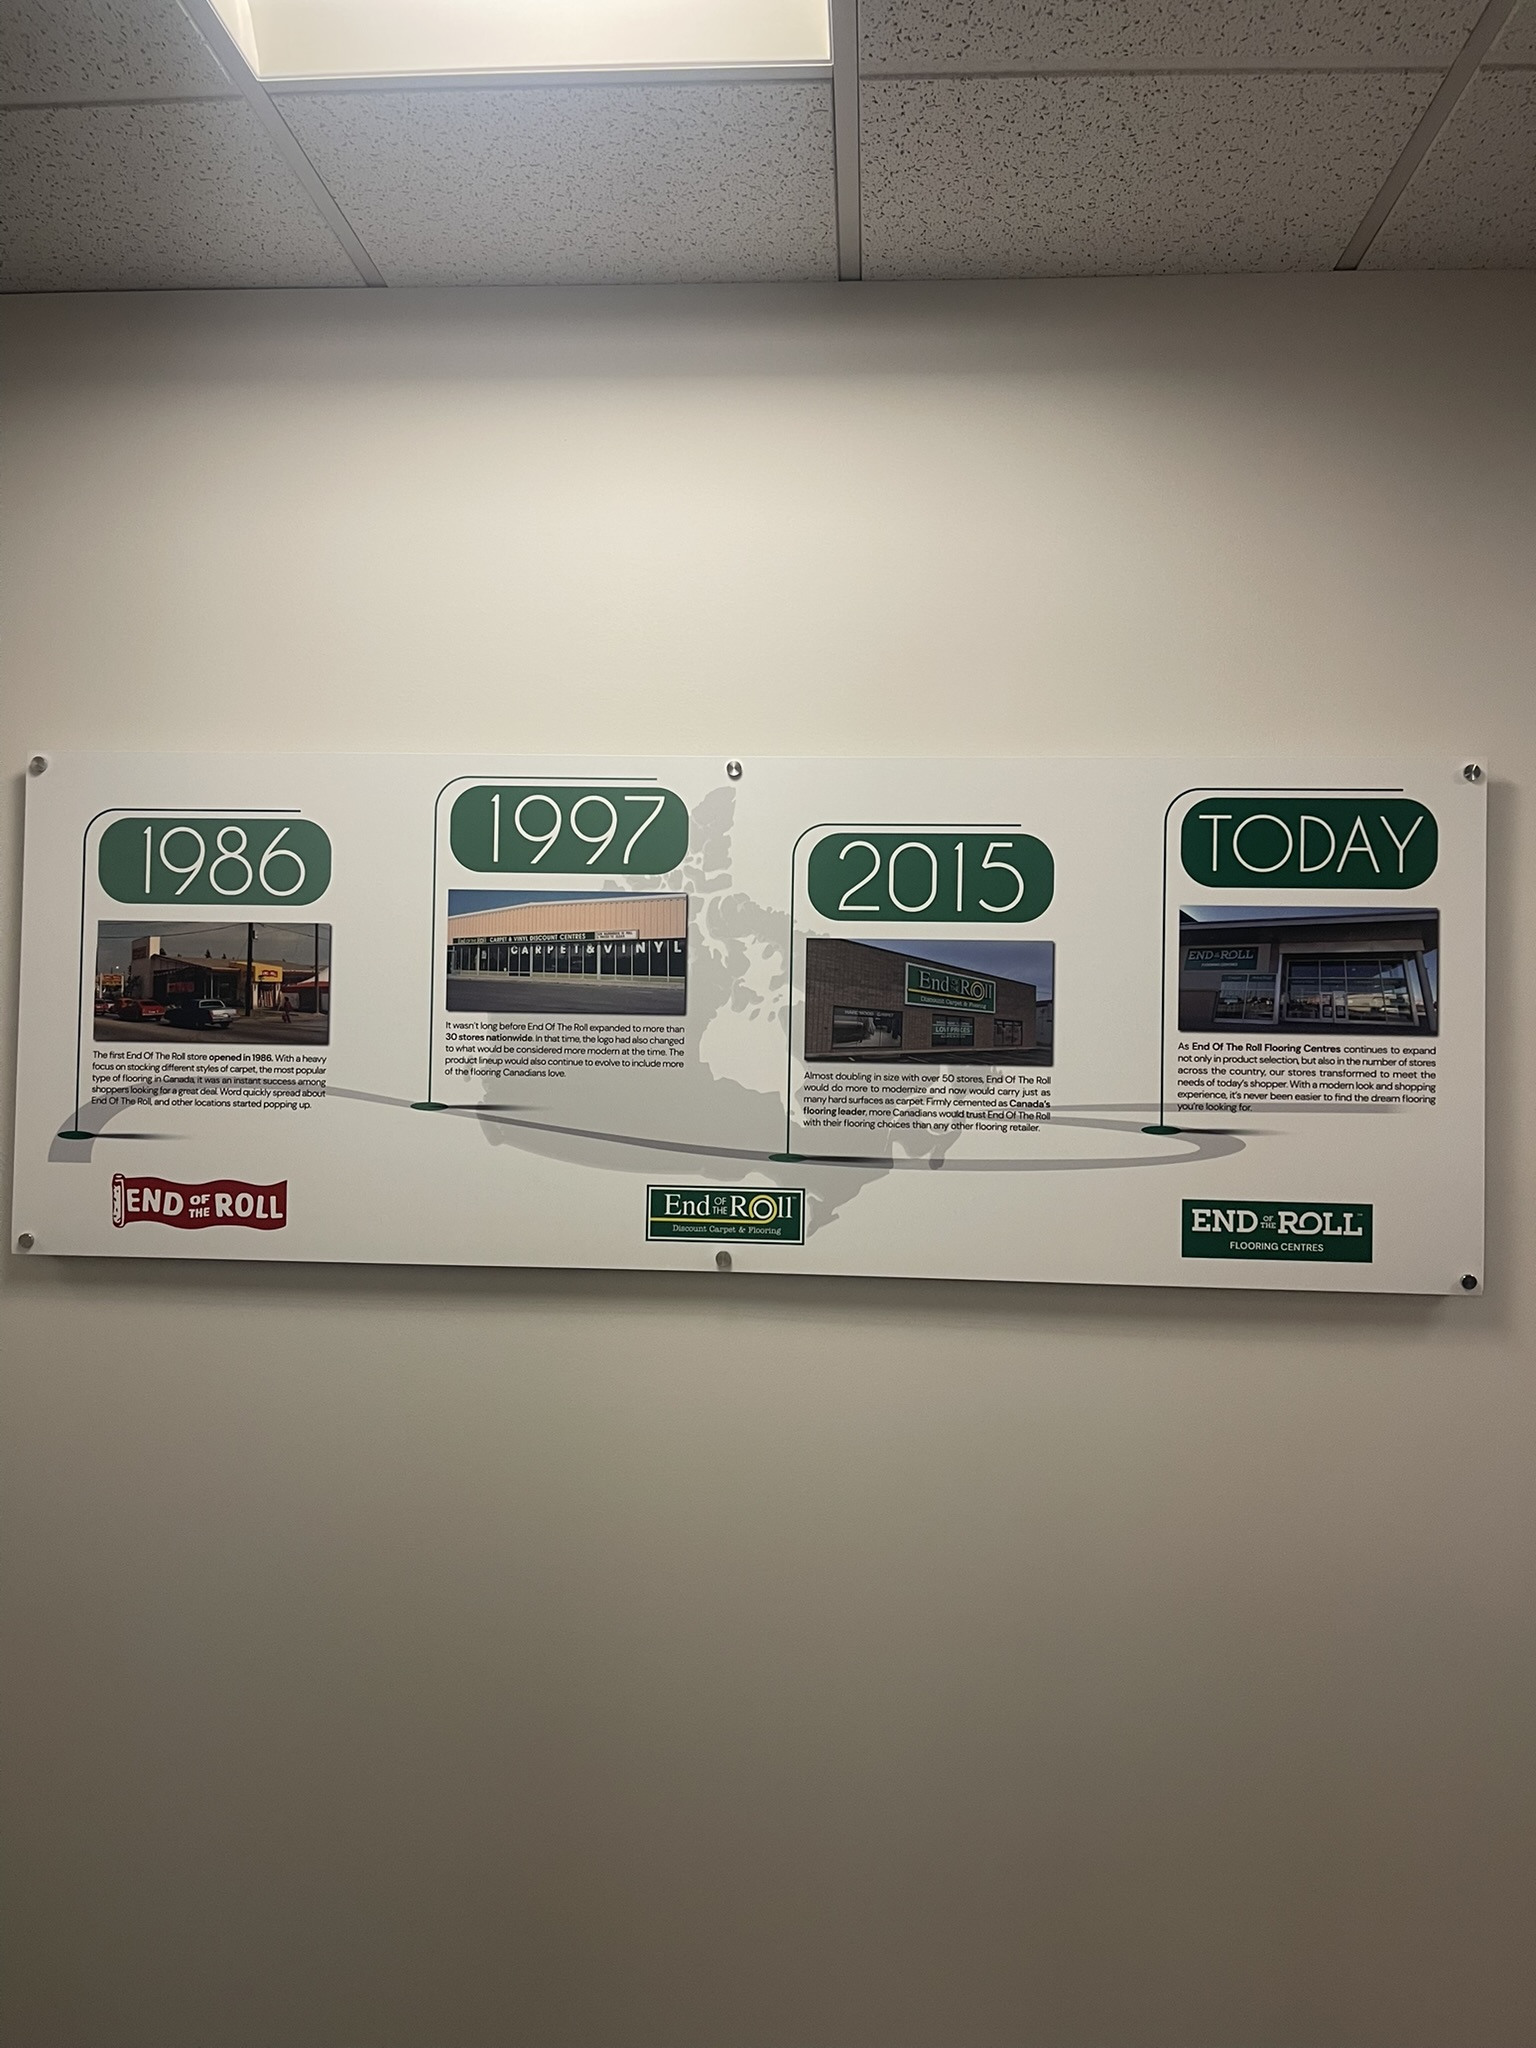 1986
The first End Of The Roll store opened in 1986. With a heavy
focus on stocking different styles of carpet, the most popular
type of flooring in Canada, it was an instant success among
shoppers looking for a great deal. Word quickly spread about
End Of The Roll, and other locations started popping up.
END OF THE ROLL
1997
CARPET & VINYL DISCOUNT CENTRES
CARPET & VINYL
It wasn't long before End Of The Roll expanded to more than
30 stores nationwide. In that time, the logo had also changed
to what would be considered more modern at the time. The
product lineup would also continue to evolve to include more
of the flooring Canadians love.
End OF THE Roll™
Discount Carpet & Flooring
2015
End OF THE Roll
Discount Carpet & Flooring
LOW PRICES
Almost doubling in size with over 50 stores, End Of The Roll
would do more to modernize and now would carry just as
many hard surfaces as carpet. Firmly cemented as Canada's
flooring leader, more Canadians would trust End Of The Roll
with their flooring choices than any other flooring retailer.
TODAY
END OF THE ROLL
FLOORING CENTRES
As End Of The Roll Flooring Centres continues to expand
not only in product selection, but also in the number of stores
across the country, our stores transformed to meet the
needs of today's shopper. With a modern look and shopping
experience, it's never been easier to find the dream flooring
you're looking for.
END OF THE ROLL™
FLOORING CENTRES